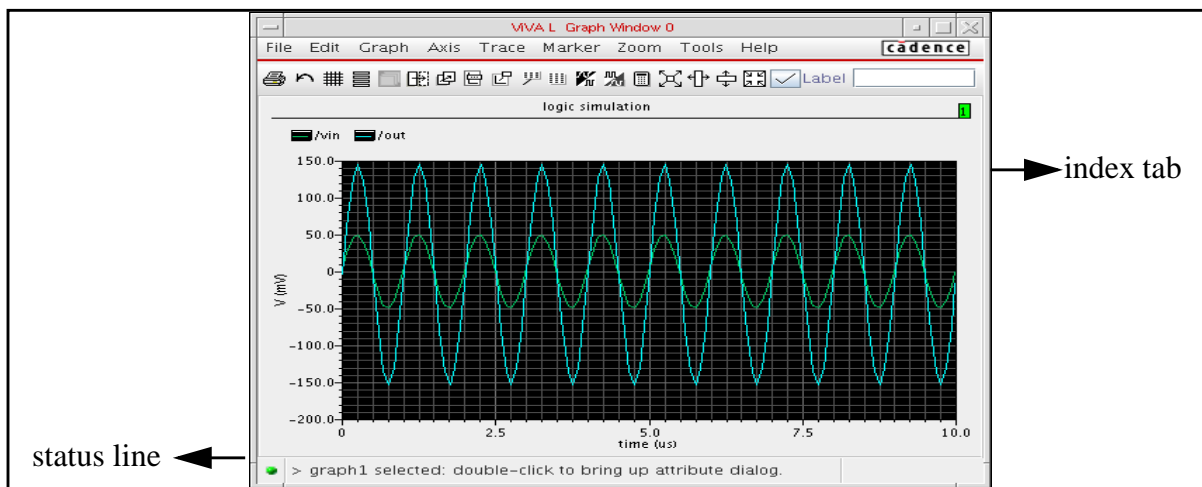 ViVA L Graph Window 0
File Edit Graph Axis Trace Marker Zoom Tools Help cādence
Label
logic simulation
1
/vin /out
150.0
100.0
50.0
0
-50.0
-100.0
-150.0
-200.0
V (mV)
0 2.5 5.0 7.5 10.0
time (us)
> graph1 selected: double-click to bring up attribute dialog.
index tab
status line